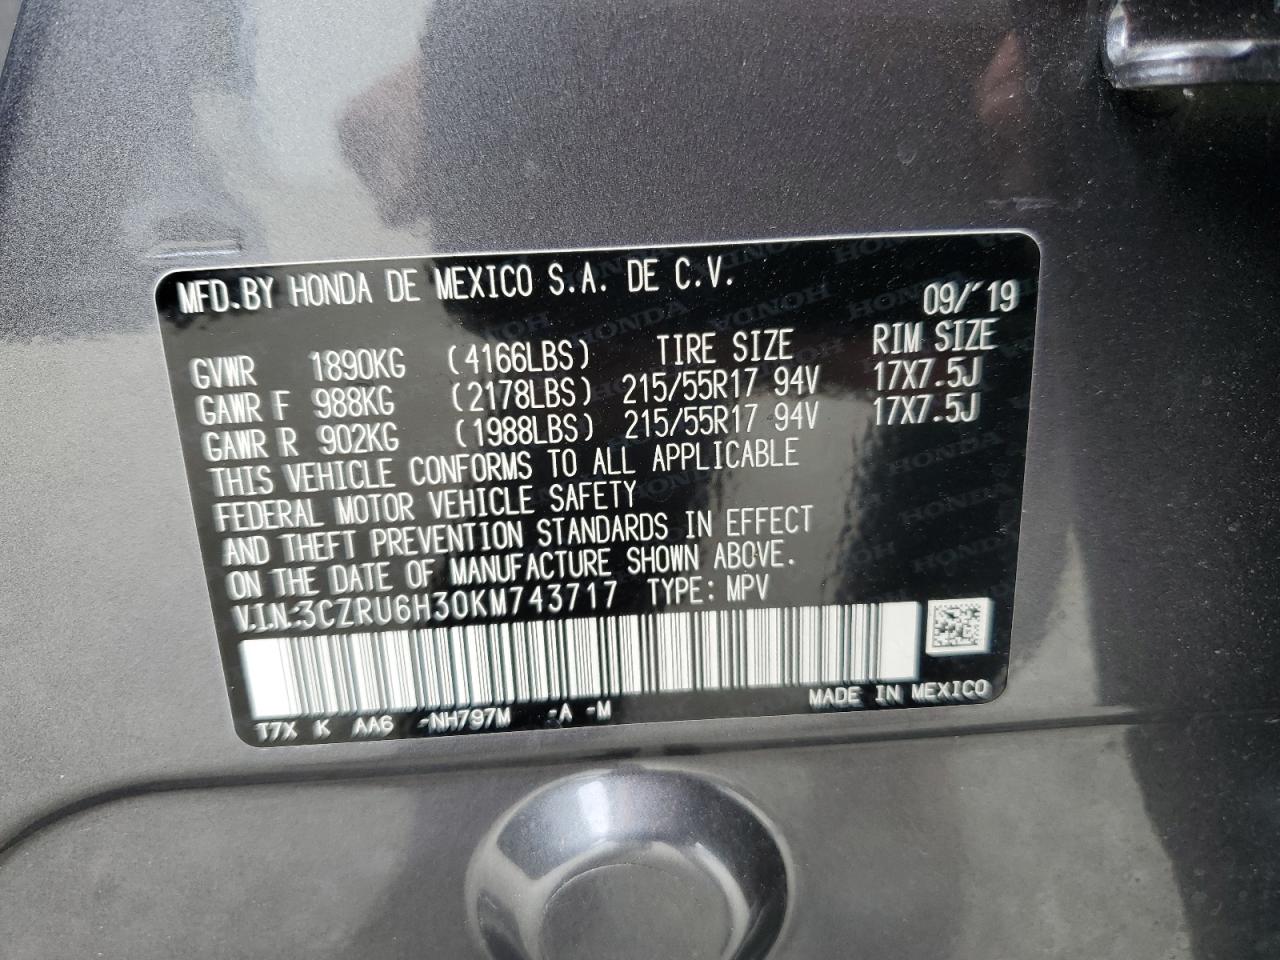 MFD.BY HONDA DE MEXICO S.A. DE C.V.
09/'19
GVWR 1890KG (4166LBS) TIRE SIZE RIM SIZE
GAWR F 988KG (2178LBS) 215/55R17 94V 17X7.5J
GAWR R 902KG (1988LBS) 215/55R17 94V 17X7.5J
THIS VEHICLE CONFORMS TO ALL APPLICABLE
FEDERAL MOTOR VEHICLE SAFETY
AND THEFT PREVENTION STANDARDS IN EFFECT
ON THE DATE OF MANUFACTURE SHOWN ABOVE.
V.I.N:3CZRU6H30KM743717 TYPE: MPV
MADE IN MEXICO
T7X K AA6 -NH797M -A -M